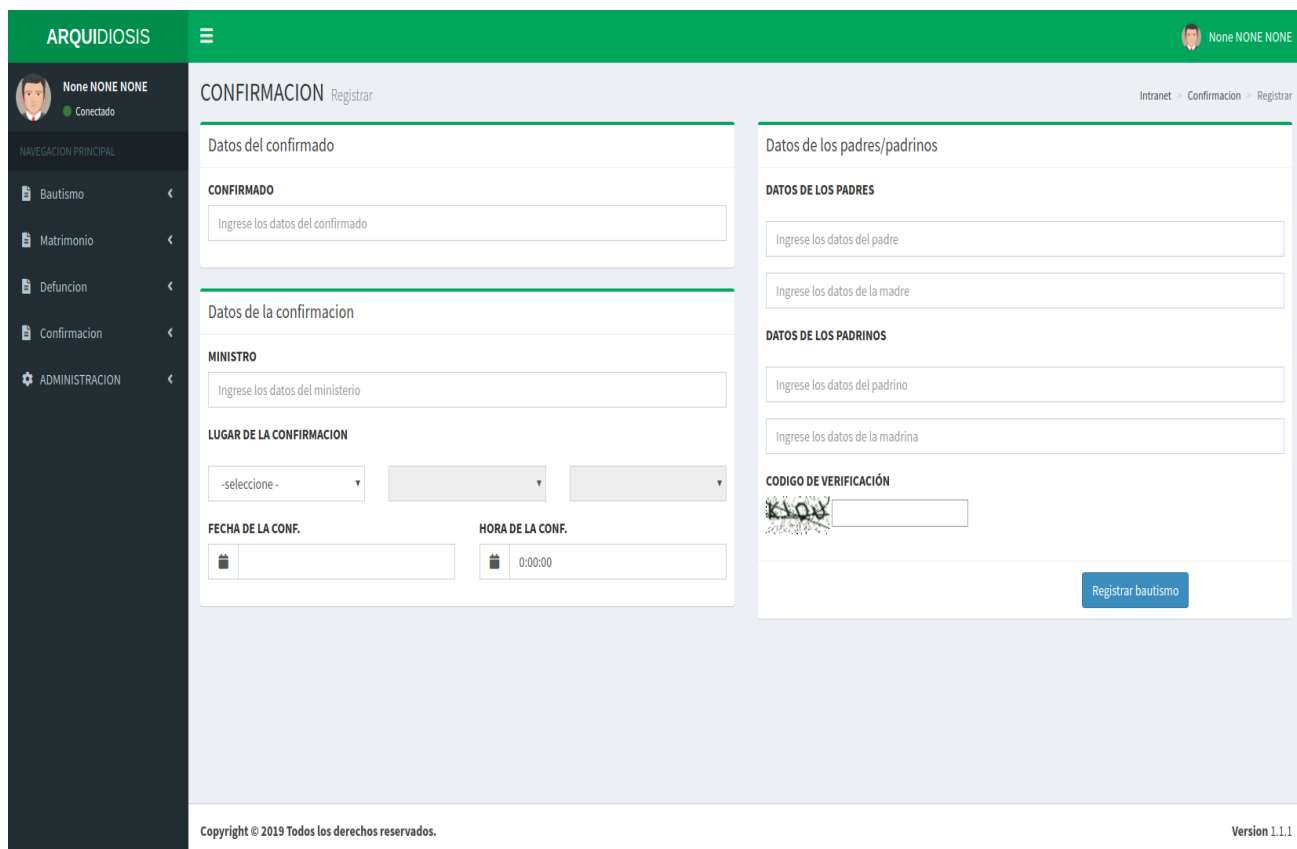 ARQUIDIOSIS
None NONE NONE
None NONE NONE
Conectado
NAVEGACION PRINCIPAL
Bautismo
Matrimonio
Defuncion
Confirmacion
ADMINISTRACION
CONFIRMACION Registrar
Intranet > Confirmacion > Registrar
Datos del confirmado
CONFIRMADO
Ingrese los datos del confirmado
Datos de la confirmacion
MINISTRO
Ingrese los datos del ministerio
LUGAR DE LA CONFIRMACION
-seleccione -
FECHA DE LA CONF.
HORA DE LA CONF.
0:00:00
Datos de los padres/padrinos
DATOS DE LOS PADRES
Ingrese los datos del padre
Ingrese los datos de la madre
DATOS DE LOS PADRINOS
Ingrese los datos del padrino
Ingrese los datos de la madrina
CODIGO DE VERIFICACIÓN
Registrar bautismo
Copyright © 2019 Todos los derechos reservados.
Version 1.1.1